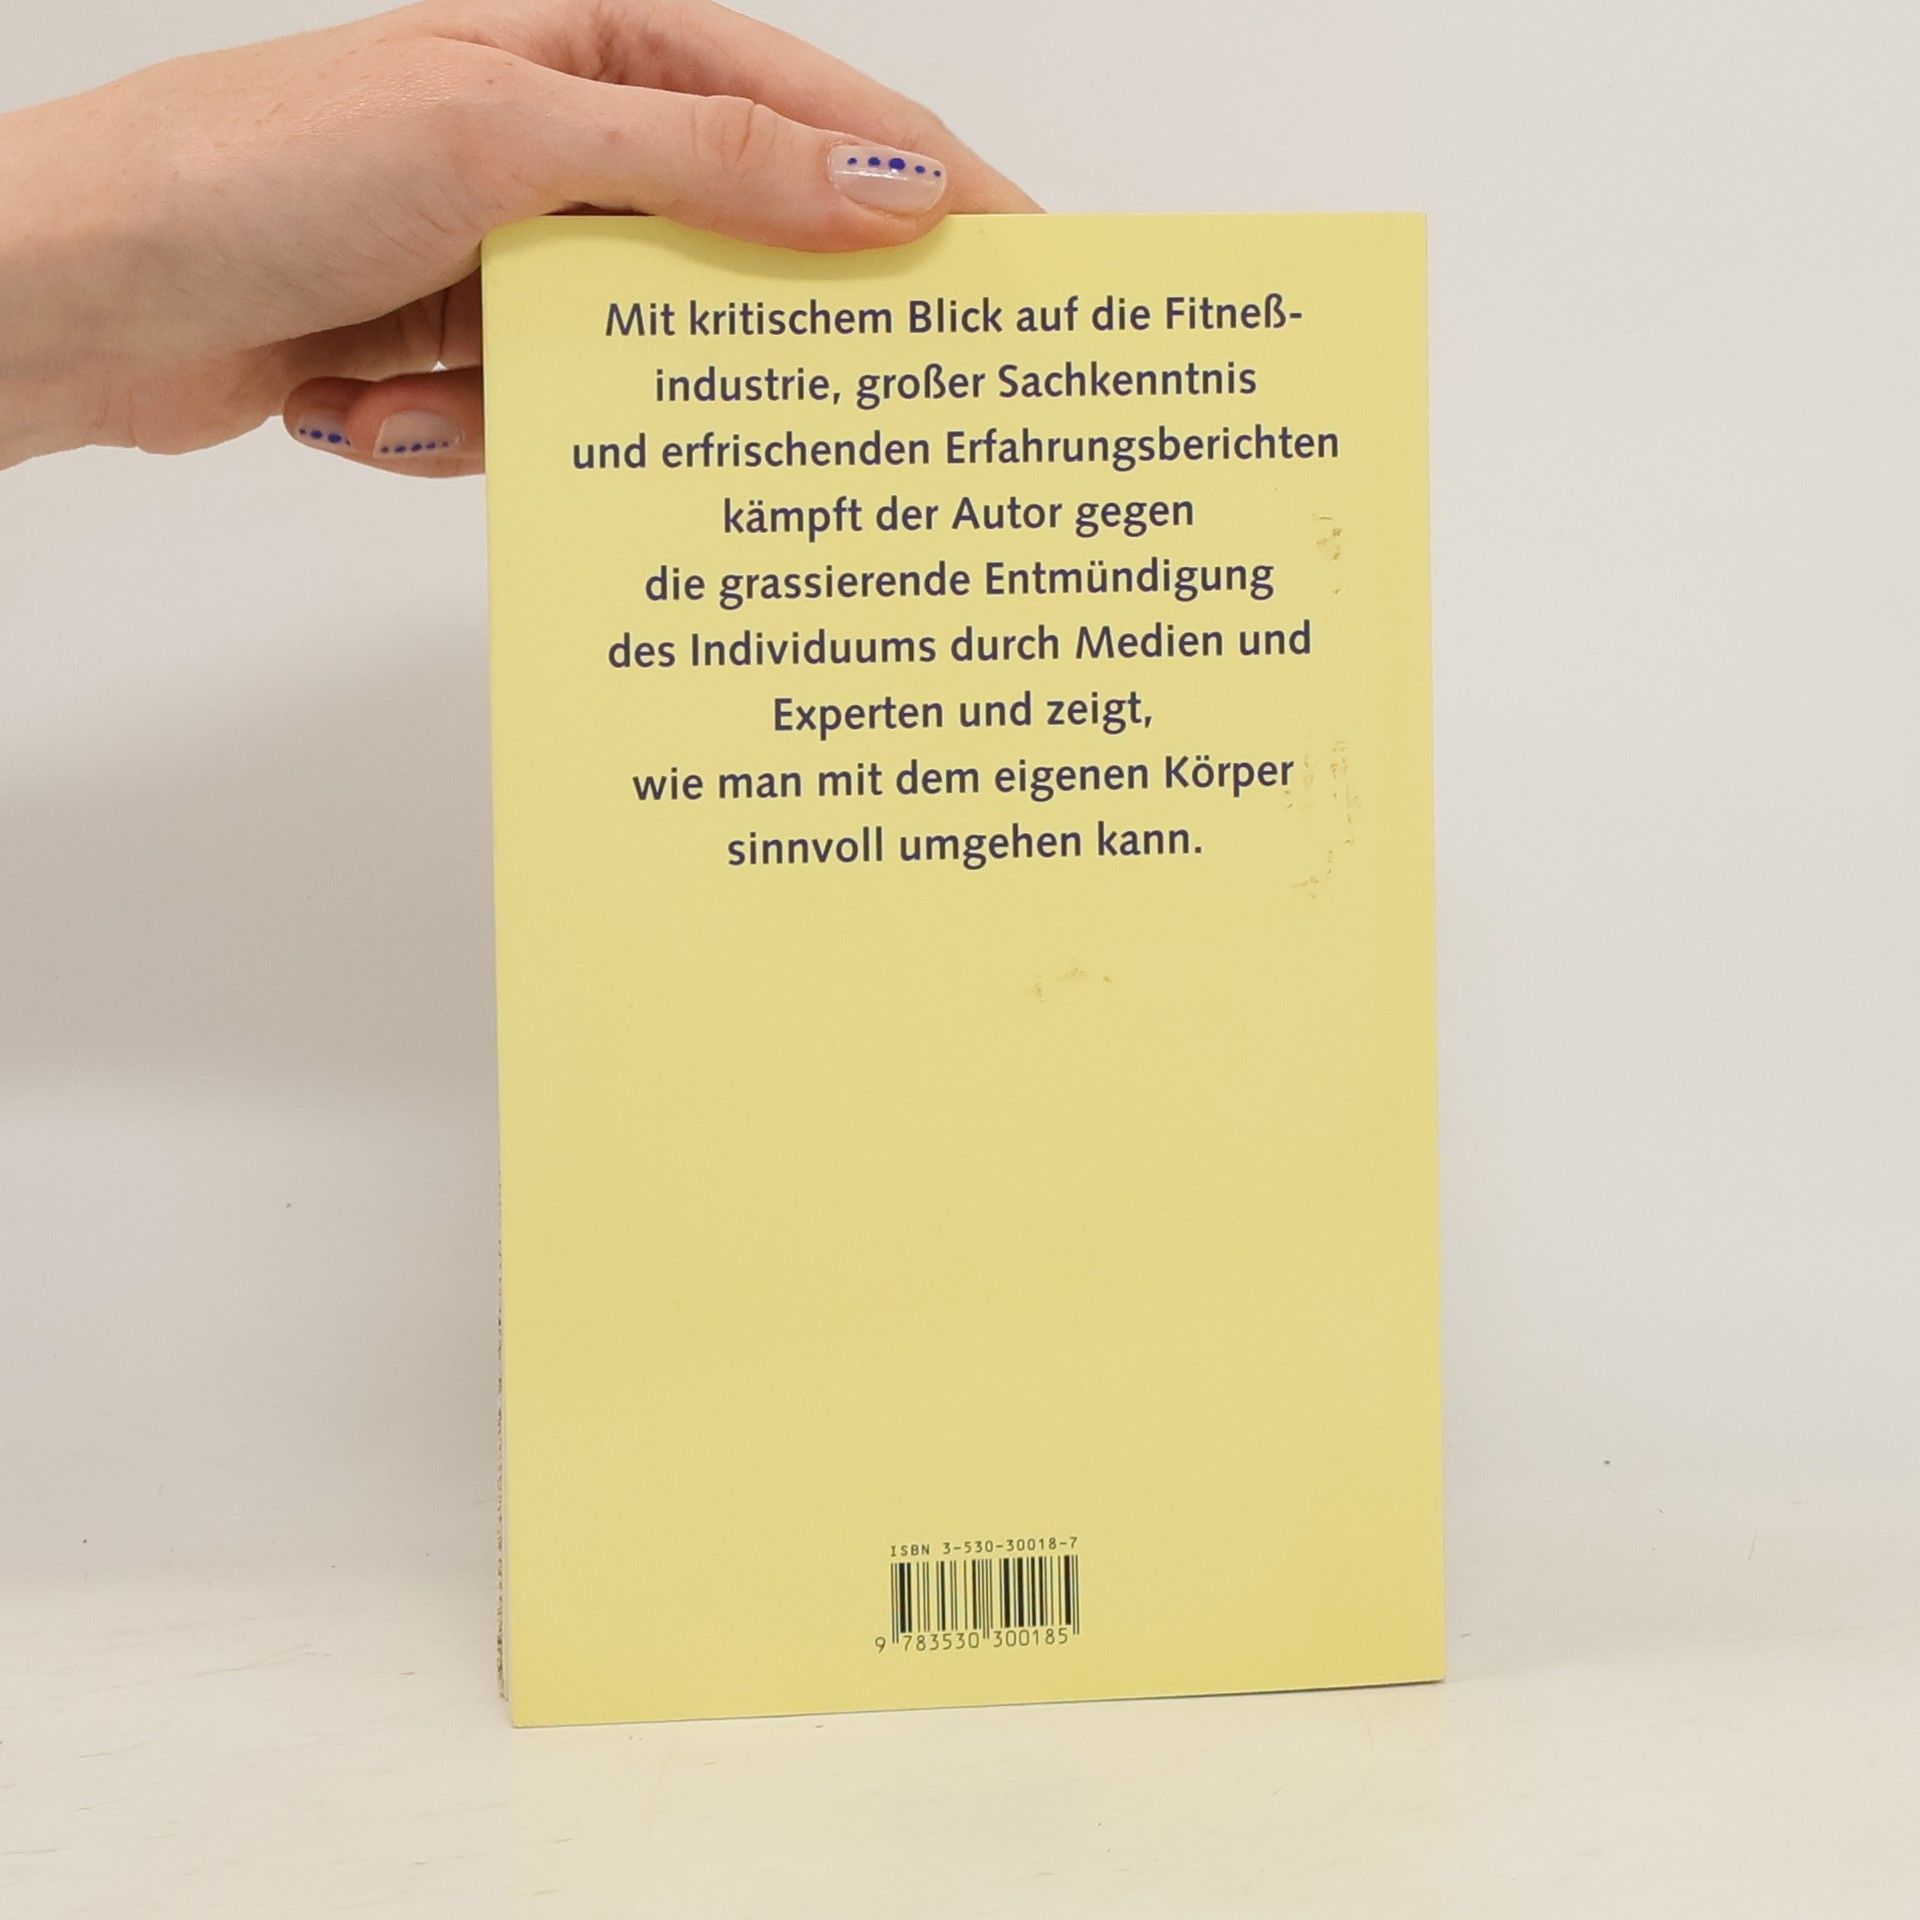 Mit kritischem Blick auf die Fitneß-
industrie, großer Sachkenntnis
und erfrischenden Erfahrungsberichten
kämpft der Autor gegen
die grassierende Entmündigung
des Individuums durch Medien und
Experten und zeigt,
wie man mit dem eigenen Körper
sinnvoll umgehen kann.
ISBN 3-530-30018-7
9 783530 300185